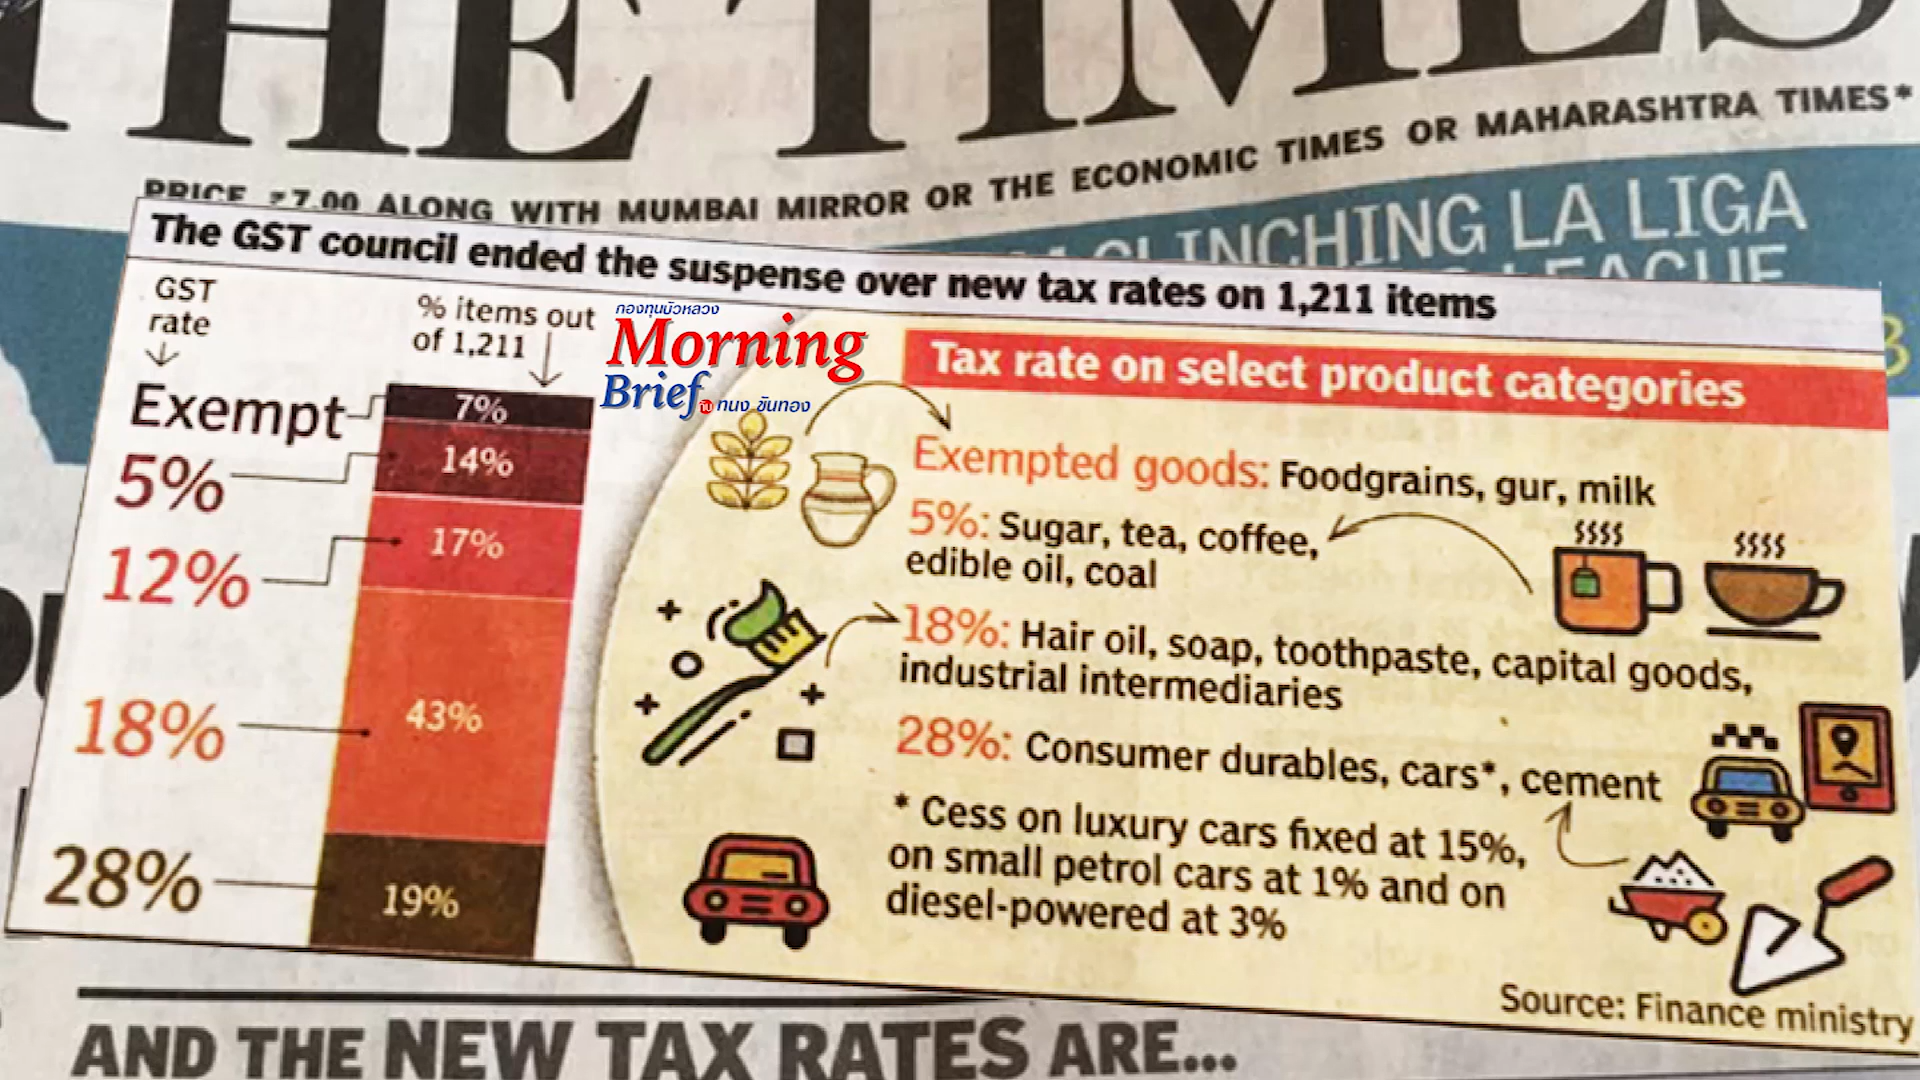 THE TIMES
PRICE ₹7.00 ALONG WITH MUMBAI MIRROR OR THE ECONOMIC TIMES OR MAHARASHTRA TIMES*
CLINCHING LA LIGA
LEAGUE
The GST council ended the suspense over new tax rates on 1,211 items
GST
rate
% items out
of 1,211
กองทุนบัวหลวง
Morning
Brief กับ ทนง ขันทอง
Exempt
7%
5%
14%
12%
17%
18%
43%
28%
19%
Tax rate on select product categories
Exempted goods: Foodgrains, gur, milk
5%: Sugar, tea, coffee,
edible oil, coal
18%: Hair oil, soap, toothpaste, capital goods,
industrial intermediaries
28%: Consumer durables, cars*, cement
* Cess on luxury cars fixed at 15%,
on small petrol cars at 1% and on
diesel-powered at 3%
Source: Finance ministry
AND THE NEW TAX RATES ARE...